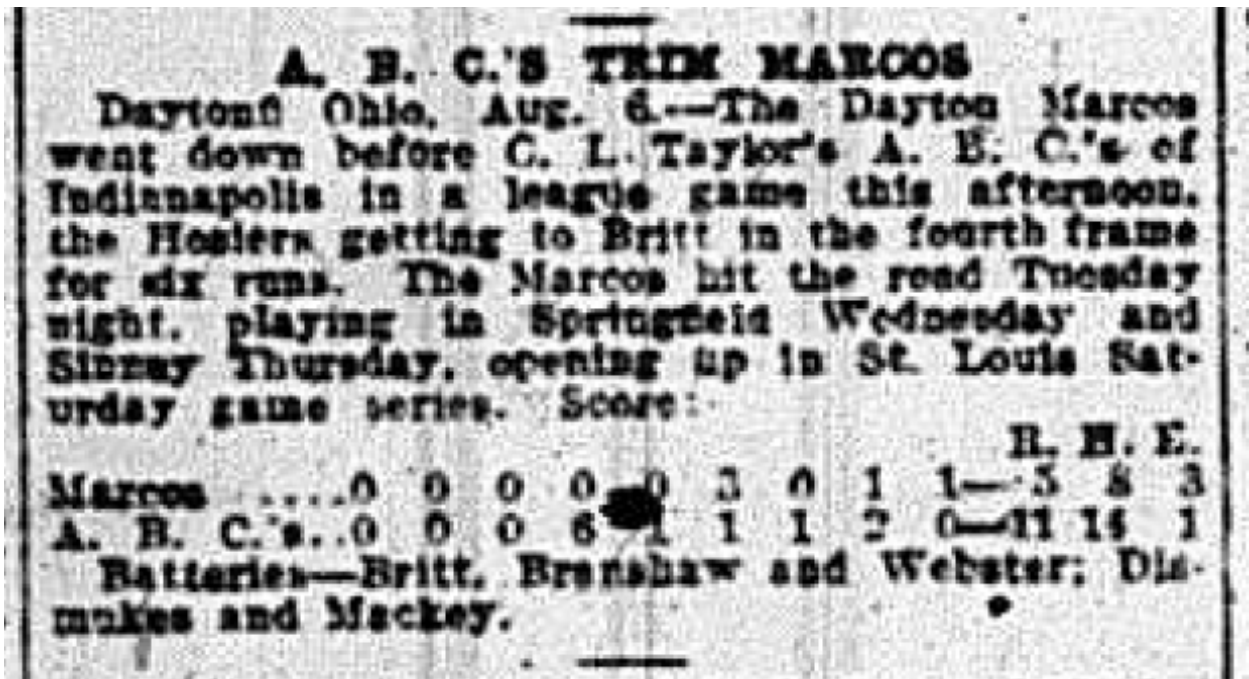 A. B. C.'S TRIM MARCOS
Dayton, Ohio, Aug. 6.—The Dayton Marcos
went down before C. I. Taylor's A. B. C.'s of
Indianapolis in a league game this afternoon,
the Hosiers getting to Britt in the fourth frame
for six runs. The Marcos hit the road Tuesday
night, playing in Springfield Wednesday and
Sidney Thursday, opening up in St. Louis Sat-
urday game series. Score:
R. H. E.
Marcos ....0 0 0 0 0 3 0 1 1—5 8 3
A. B. C.'s..0 0 0 6 1 1 1 2 0—11 14 1
Batteries—Britt, Branshaw and Webster; Dis-
mukes and Mackey.